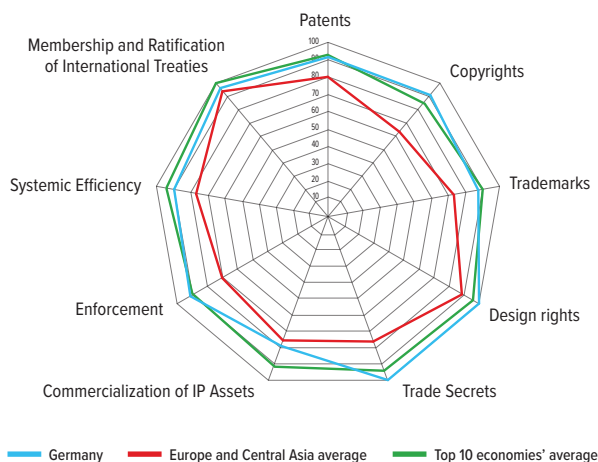 Patents
100
90
80
70
60
50
40
30
20
10
Copyrights
Trademarks
Design rights
Trade Secrets
Commercialization of IP Assets
Enforcement
Systemic Efficiency
Membership and Ratification
of International Treaties
Germany
Europe and Central Asia average
Top 10 economies' average